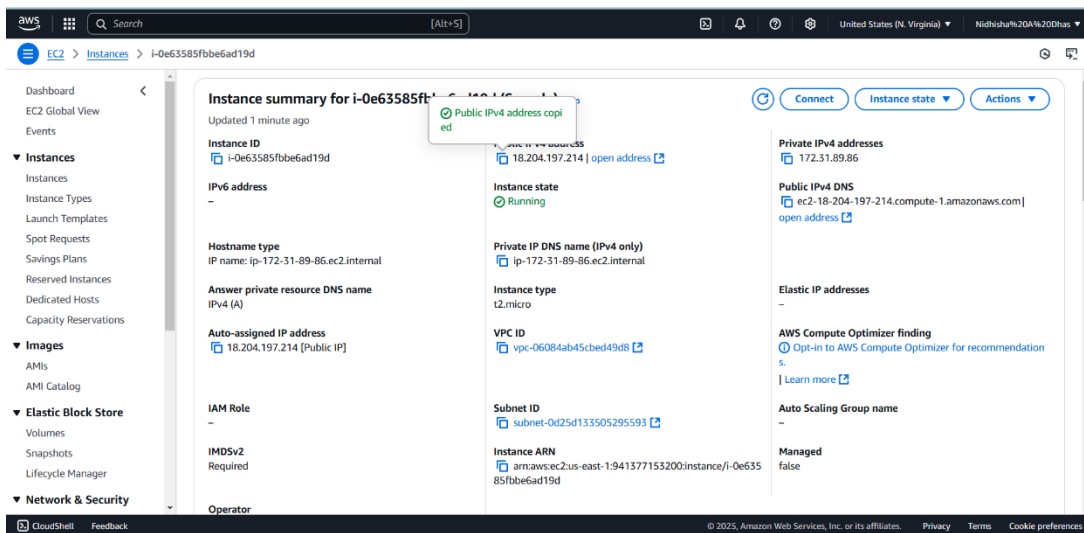 aws
Search
[Alt+S]
United States (N. Virginia)
Nidhisha%20A%20Dhas
EC2 > Instances > i-0e63585fbbe6ad19d
Dashboard
EC2 Global View
Events
Instances
Instances
Instance Types
Launch Templates
Spot Requests
Savings Plans
Reserved Instances
Dedicated Hosts
Capacity Reservations
Images
AMIs
AMI Catalog
Elastic Block Store
Volumes
Snapshots
Lifecycle Manager
Network & Security
Instance summary for
Updated 1 minute ago
Public IPv4 address copi
ed
Connect
Instance state
Actions
Instance ID
i-0e63585fbbe6ad19d
address
18.204.197.214 | open address
Private IPv4 addresses
172.31.89.86
IPv6 address
–
Instance state
Running
Public IPv4 DNS
ec2-18-204-197-214.compute-1.amazonaws.com |
open address
Hostname type
IP name: ip-172-31-89-86.ec2.internal
Private IP DNS name (IPv4 only)
ip-172-31-89-86.ec2.internal
Answer private resource DNS name
IPv4 (A)
Instance type
t2.micro
Elastic IP addresses
–
Auto-assigned IP address
18.204.197.214 [Public IP]
VPC ID
vpc-06084ab45cbed49d8
AWS Compute Optimizer finding
Opt-in to AWS Compute Optimizer for recommendation
s.
| Learn more
IAM Role
–
Subnet ID
subnet-0d25d133505295593
Auto Scaling Group name
–
IMDSv2
Required
Instance ARN
arn:aws:ec2:us-east-1:941377153200:instance/i-0e635
85fbbe6ad19d
Managed
false
Operator
CloudShell
Feedback
© 2025, Amazon Web Services, Inc. or its affiliates.
Privacy
Terms
Cookie preferences